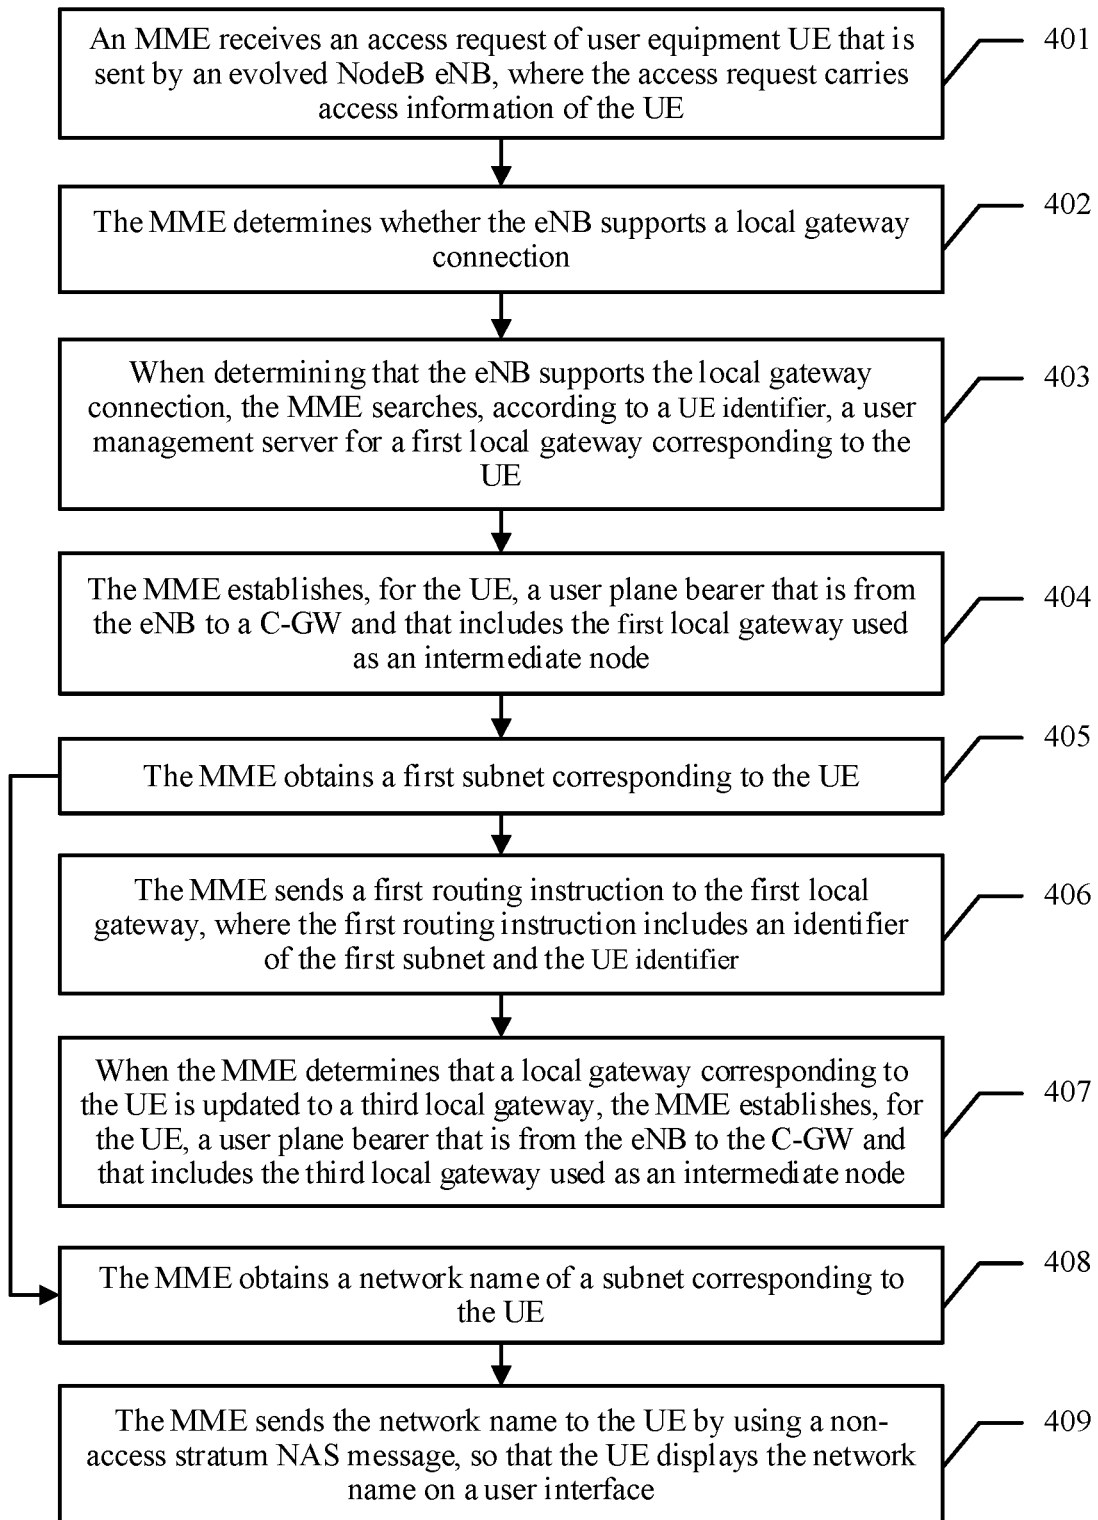 An MME receives an access request of user equipment UE that is
sent by an evolved NodeB eNB, where the access request carries
access information of the UE
401
The MME determines whether the eNB supports a local gateway
connection
402
When determining that the eNB supports the local gateway
connection, the MME searches, according to a UE identifier, a user
management server for a first local gateway corresponding to the
UE
403
The MME establishes, for the UE, a user plane bearer that is from
the eNB to a C-GW and that includes the first local gateway used
as an intermediate node
404
The MME obtains a first subnet corresponding to the UE
405
The MME sends a first routing instruction to the first local
gateway, where the first routing instruction includes an identifier
of the first subnet and the UE identifier
406
When the MME determines that a local gateway corresponding to
the UE is updated to a third local gateway, the MME establishes, for
the UE, a user plane bearer that is from the eNB to the C-GW and
that includes the third local gateway used as an intermediate node
407
The MME obtains a network name of a subnet corresponding to
the UE
408
The MME sends the network name to the UE by using a non-
access stratum NAS message, so that the UE displays the network
name on a user interface
409